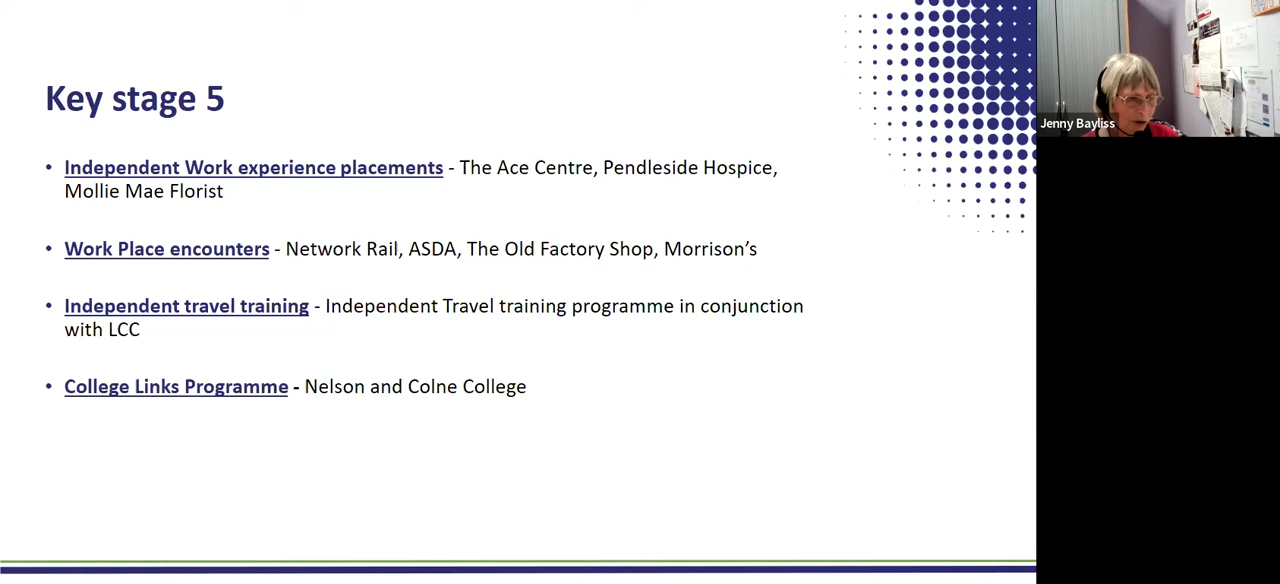 Key stage 5
• Independent Work experience placements - The Ace Centre, Pendleside Hospice,
Mollie Mae Florist
• Work Place encounters - Network Rail, ASDA, The Old Factory Shop, Morrison’s
• Independent travel training - Independent Travel training programme in conjunction
with LCC
• College Links Programme - Nelson and Colne College
Jenny Bayliss